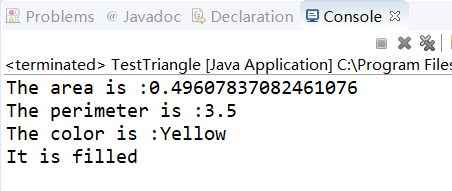 Problems @ Javadoc Declaration Console
<terminated> TestTriangle [Java Application] C:\Program Files
The area is :0.49607837082461076
The perimeter is :3.5
The color is :Yellow
It is filled